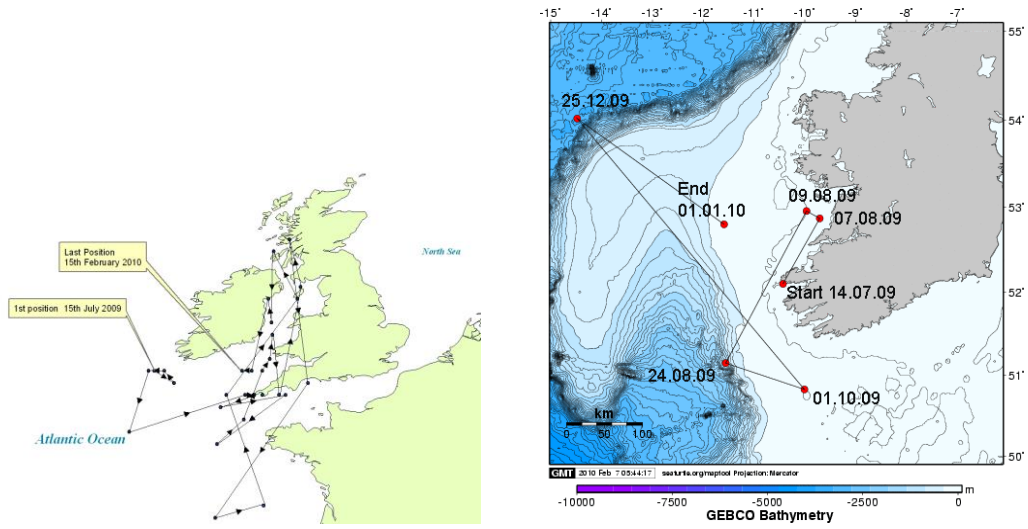 Last Position
15th February 2010
North Sea
1st position 15th July 2009
Atlantic Ocean
-15°
-14°
-13°
-12°
-11°
-10°
-9°
-8°
-7°
55°
54°
53°
52°
51°
50°
25.12.09
End
01.01.10
09.08.09
07.08.09
Start 14.07.09
24.08.09
01.10.09
km
0 50 100
GMT 2010 Feb 7 05:44:17 seaturtle.org/maptool Projection: Mercator
-10000 -7500 -5000 -2500 0 m
GEBCO Bathymetry